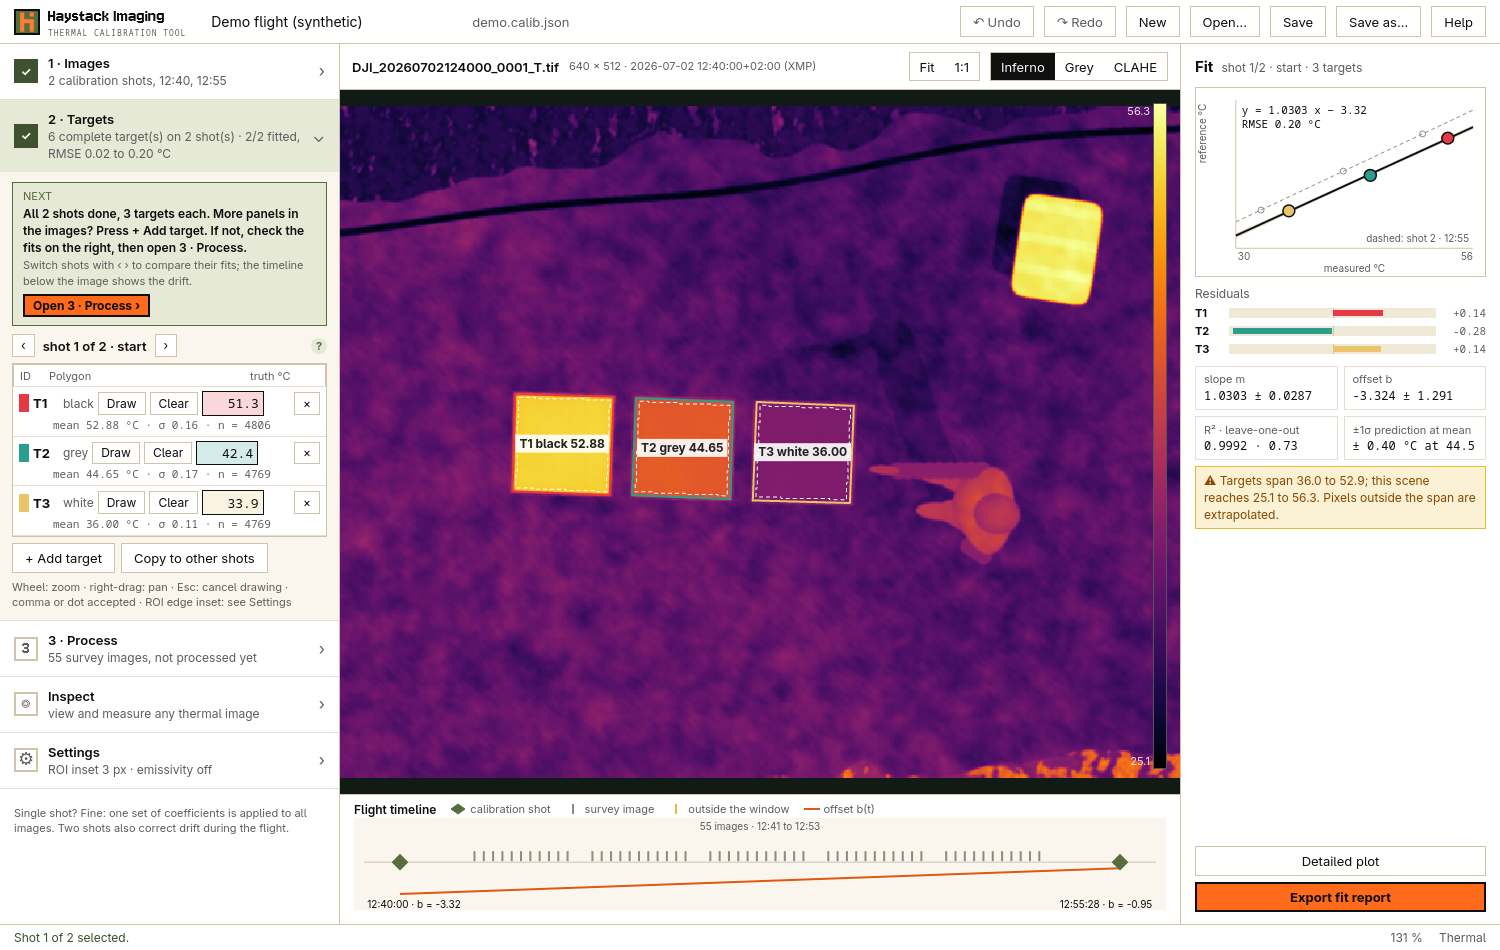 Haystack Imaging
THERMAL CALIBRATION TOOL
Demo flight (synthetic)
demo.calib.json
↶ Undo
↷ Redo
New
Open...
Save
Save as...
Help
1 · Images
2 calibration shots, 12:40, 12:55
2 · Targets
6 complete target(s) on 2 shot(s) · 2/2 fitted,
RMSE 0.02 to 0.20 °C
NEXT
All 2 shots done, 3 targets each. More panels in
the images? Press + Add target. If not, check the
fits on the right, then open 3 · Process.
Switch shots with ‹ › to compare their fits; the timeline
below the image shows the drift.
Open 3 · Process ›
‹ shot 1 of 2 · start › ?
ID Polygon truth °C
T1 black Draw Clear 51.3 ×
mean 52.88 °C · σ 0.16 · n = 4806
T2 grey Draw Clear 42.4 ×
mean 44.65 °C · σ 0.17 · n = 4769
T3 white Draw Clear 33.9 ×
mean 36.00 °C · σ 0.11 · n = 4769
+ Add target Copy to other shots
Wheel: zoom · right-drag: pan · Esc: cancel drawing ·
comma or dot accepted · ROI edge inset: see Settings
3 3 · Process
55 survey images, not processed yet
Inspect
view and measure any thermal image
Settings
ROI inset 3 px · emissivity off
Single shot? Fine: one set of coefficients is applied to all
images. Two shots also correct drift during the flight.
DJI_20260702124000_0001_T.tif
640 × 512 · 2026-07-02 12:40:00+02:00 (XMP)
Fit 1:1
Inferno Grey CLAHE
56.3
T1 black 52.88
T2 grey 44.65
T3 white 36.00
25.1
Flight timeline calibration shot survey image outside the window offset b(t)
55 images · 12:41 to 12:53
12:40:00 · b = -3.32
12:55:28 · b = -0.95
Fit shot 1/2 · start · 3 targets
y = 1.0303 x − 3.32
RMSE 0.20 °C
reference °C
dashed: shot 2 · 12:55
30 56
measured °C
Residuals
T1 +0.14
T2 -0.28
T3 +0.14
slope m
1.0303 ± 0.0287
offset b
-3.324 ± 1.291
R² · leave-one-out
0.9992 · 0.73
±1σ prediction at mean
± 0.40 °C at 44.5
⚠ Targets span 36.0 to 52.9; this scene
reaches 25.1 to 56.3. Pixels outside the span are
extrapolated.
Detailed plot
Export fit report
Shot 1 of 2 selected.
131 % Thermal